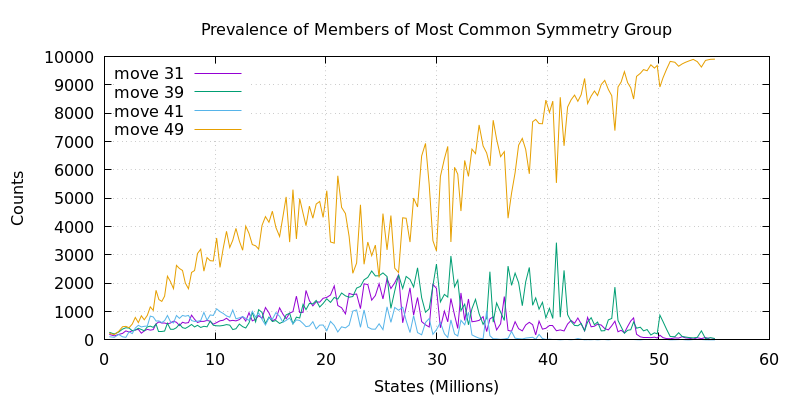 Prevalence of Members of Most Common Symmetry Group
10000
9000
8000
7000
6000
5000
4000
3000
2000
1000
0
Counts
move 31
move 39
move 41
move 49
0 10 20 30 40 50 60
States (Millions)